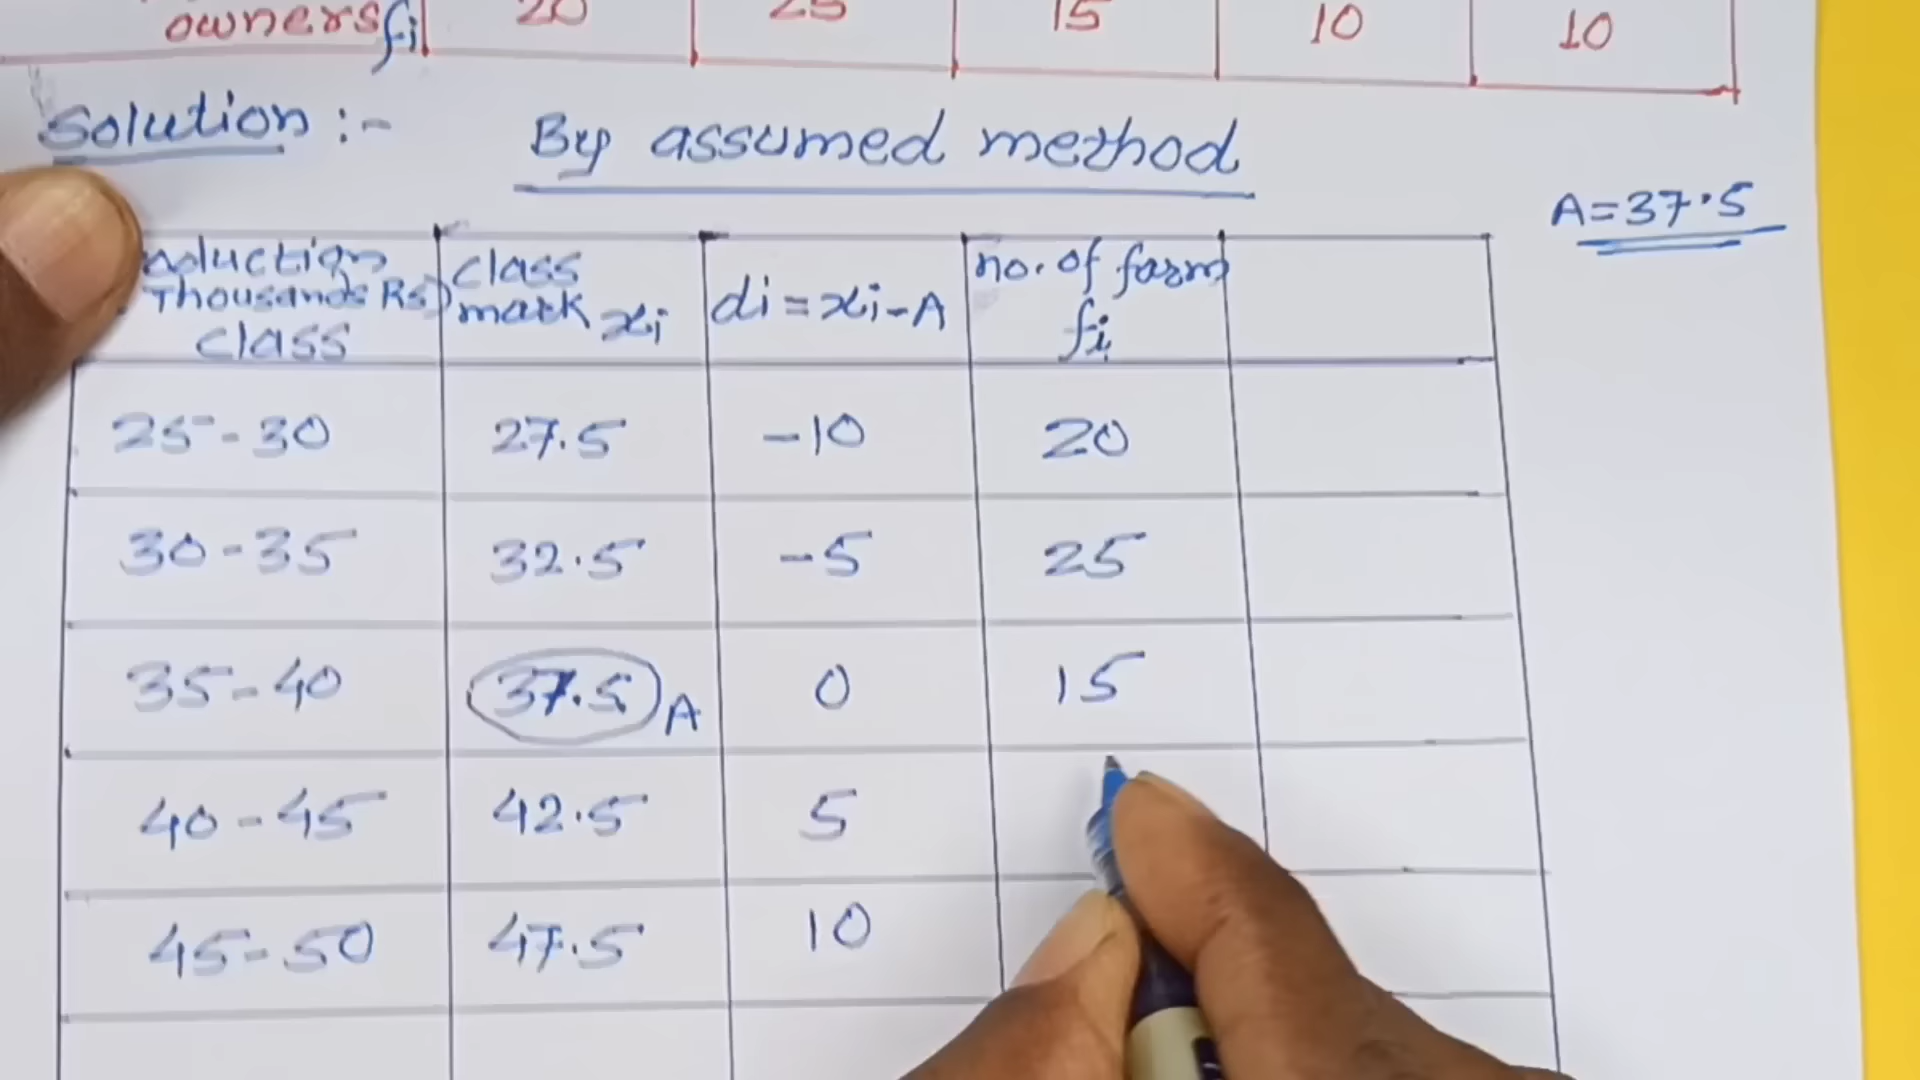 owners fi 20 25 15 10 10
Solution :-
By assumed method
A=37.5
class mark xi
di = xi-A
no. of farm fi
Thousands Rs)
class
25-30 27.5 -10 20
30-35 32.5 -5 25
35-40 37.5 A 0 15
40-45 42.5 5
45-50 47.5 10